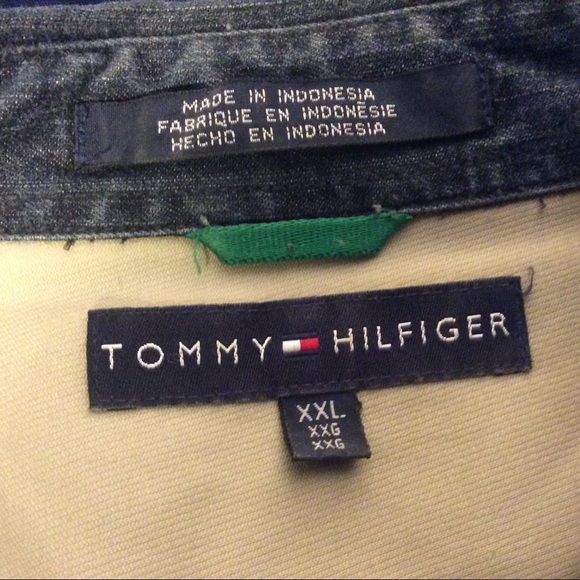 MADE IN INDONESIA
FABRIQUE EN INDONÉSIE
HECHO EN INDONESIA
TOMMY HILFIGER
XXL
XXG
XXG